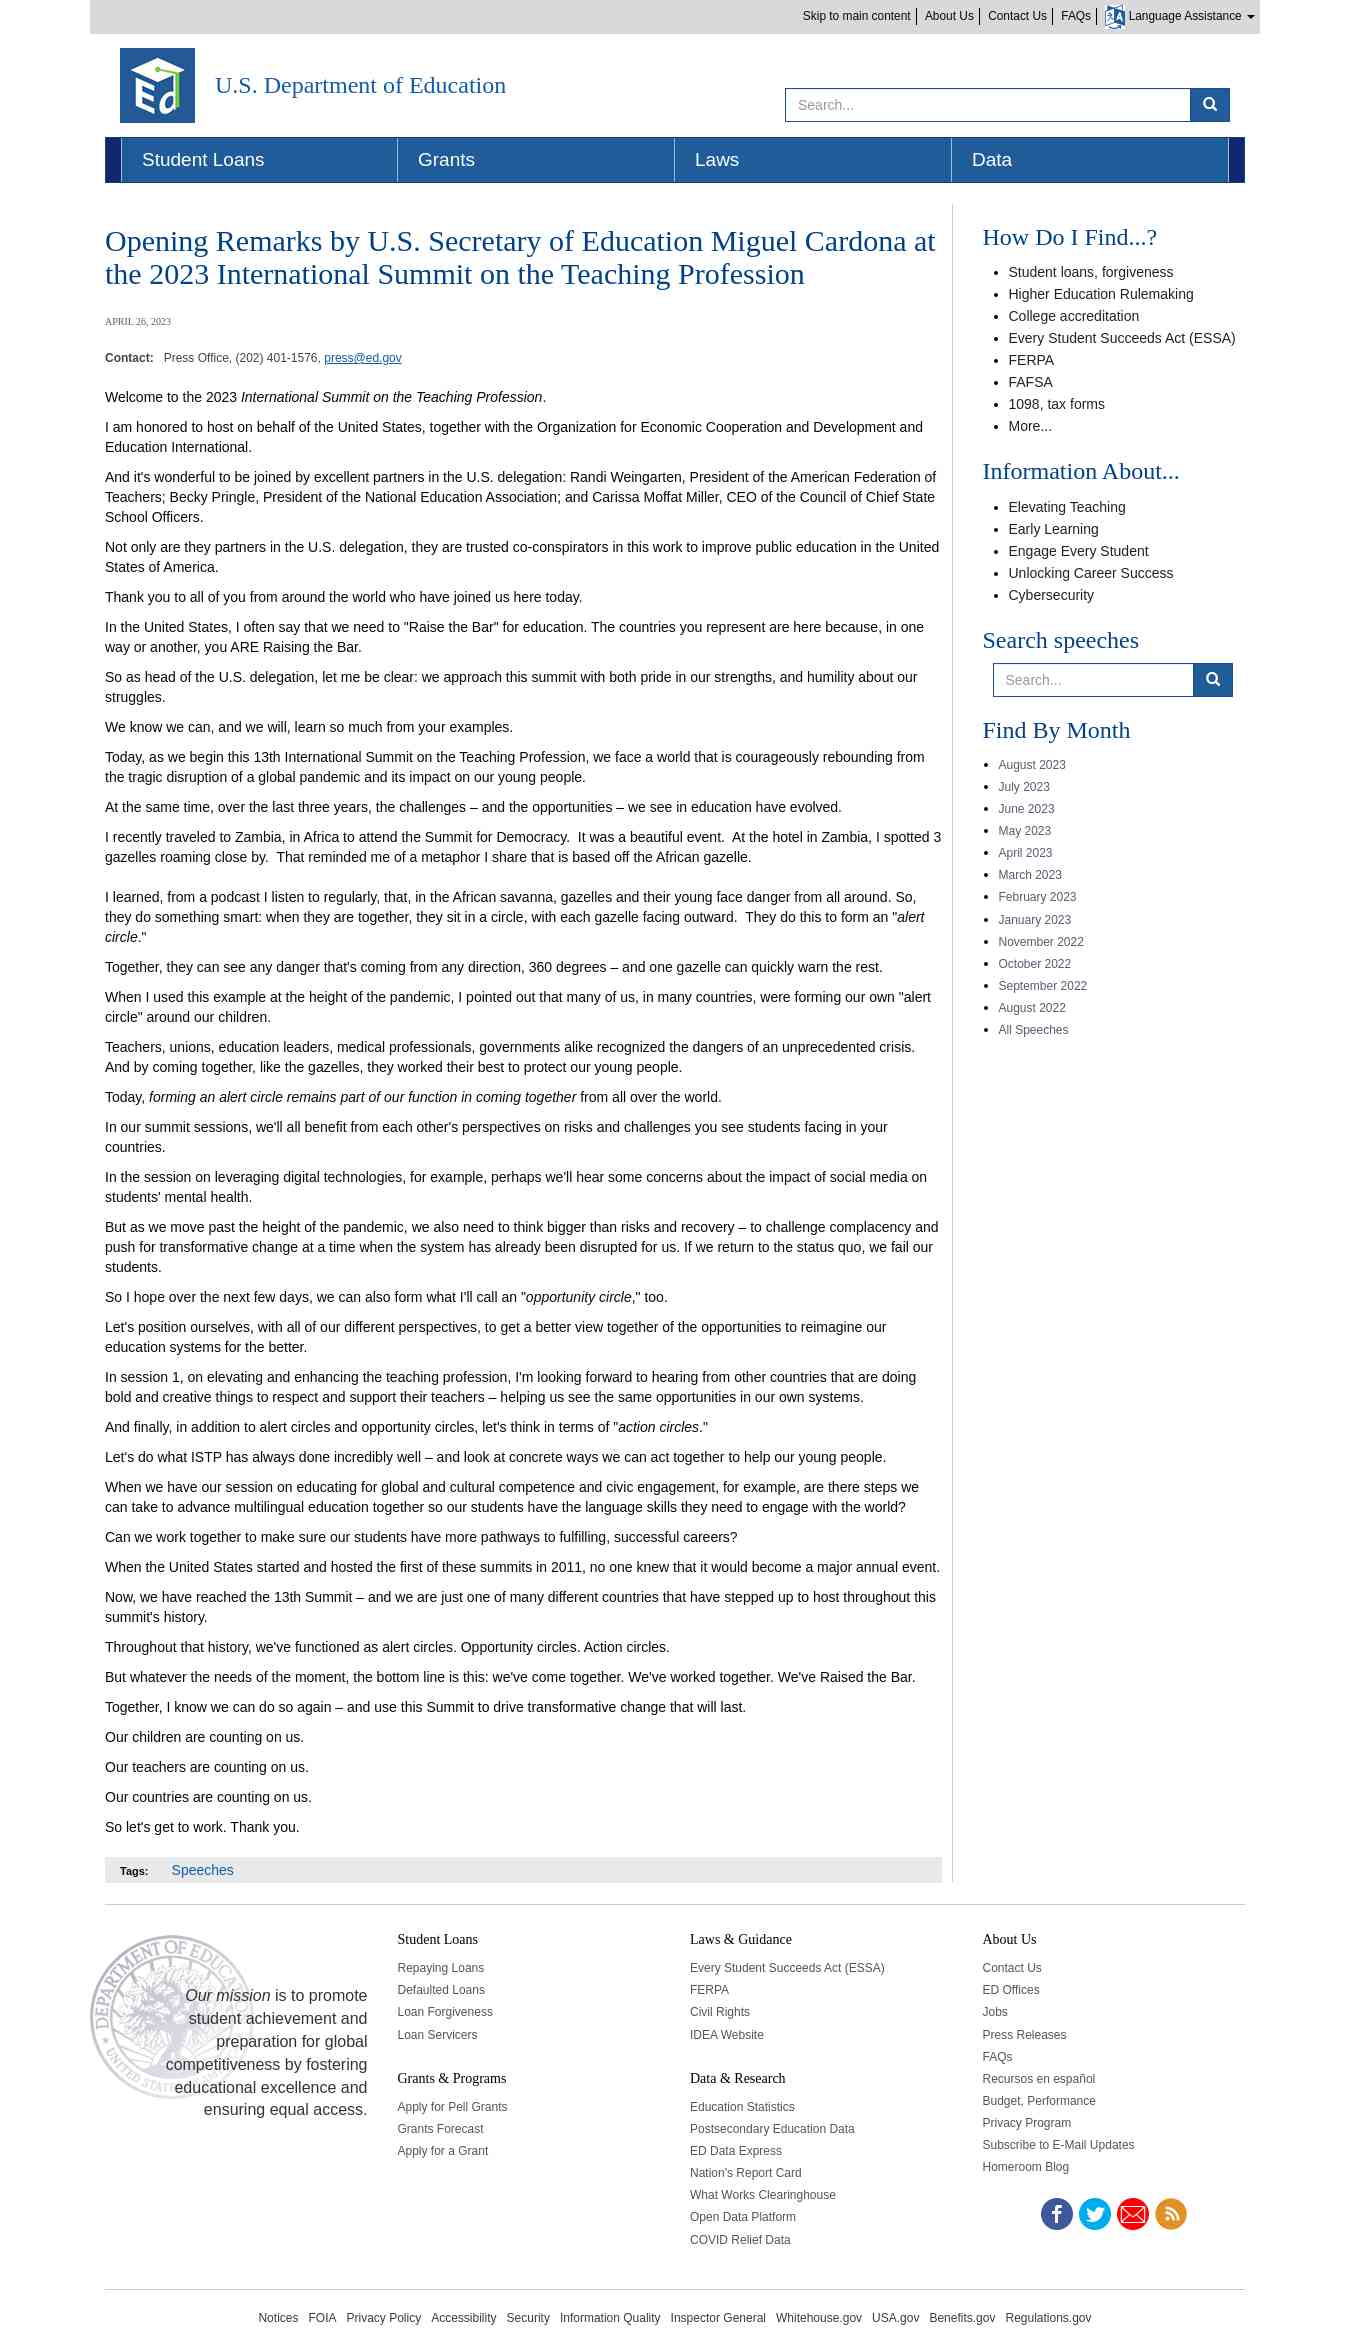 Skip to main content About Us Contact Us FAQs Language Assistance
Ed
U.S. Department of Education
Search...
Student Loans Grants Laws Data
Opening Remarks by U.S. Secretary of Education Miguel Cardona at
the 2023 International Summit on the Teaching Profession
APRIL 26, 2023
Contact: Press Office, (202) 401-1576, press@ed.gov
Welcome to the 2023 International Summit on the Teaching Profession.
I am honored to host on behalf of the United States, together with the Organization for Economic Cooperation and Development and
Education International.
And it's wonderful to be joined by excellent partners in the U.S. delegation: Randi Weingarten, President of the American Federation of
Teachers; Becky Pringle, President of the National Education Association; and Carissa Moffat Miller, CEO of the Council of Chief State
School Officers.
Not only are they partners in the U.S. delegation, they are trusted co-conspirators in this work to improve public education in the United
States of America.
Thank you to all of you from around the world who have joined us here today.
In the United States, I often say that we need to "Raise the Bar" for education. The countries you represent are here because, in one
way or another, you ARE Raising the Bar.
So as head of the U.S. delegation, let me be clear: we approach this summit with both pride in our strengths, and humility about our
struggles.
We know we can, and we will, learn so much from your examples.
Today, as we begin this 13th International Summit on the Teaching Profession, we face a world that is courageously rebounding from
the tragic disruption of a global pandemic and its impact on our young people.
At the same time, over the last three years, the challenges – and the opportunities – we see in education have evolved.
I recently traveled to Zambia, in Africa to attend the Summit for Democracy. It was a beautiful event. At the hotel in Zambia, I spotted 3
gazelles roaming close by. That reminded me of a metaphor I share that is based off the African gazelle.
I learned, from a podcast I listen to regularly, that, in the African savanna, gazelles and their young face danger from all around. So,
they do something smart: when they are together, they sit in a circle, with each gazelle facing outward. They do this to form an "alert
circle."
Together, they can see any danger that's coming from any direction, 360 degrees – and one gazelle can quickly warn the rest.
When I used this example at the height of the pandemic, I pointed out that many of us, in many countries, were forming our own "alert
circle" around our children.
Teachers, unions, education leaders, medical professionals, governments alike recognized the dangers of an unprecedented crisis.
And by coming together, like the gazelles, they worked their best to protect our young people.
Today, forming an alert circle remains part of our function in coming together from all over the world.
In our summit sessions, we'll all benefit from each other's perspectives on risks and challenges you see students facing in your
countries.
In the session on leveraging digital technologies, for example, perhaps we'll hear some concerns about the impact of social media on
students' mental health.
But as we move past the height of the pandemic, we also need to think bigger than risks and recovery – to challenge complacency and
push for transformative change at a time when the system has already been disrupted for us. If we return to the status quo, we fail our
students.
So I hope over the next few days, we can also form what I'll call an "opportunity circle," too.
Let's position ourselves, with all of our different perspectives, to get a better view together of the opportunities to reimagine our
education systems for the better.
In session 1, on elevating and enhancing the teaching profession, I'm looking forward to hearing from other countries that are doing
bold and creative things to respect and support their teachers – helping us see the same opportunities in our own systems.
And finally, in addition to alert circles and opportunity circles, let's think in terms of "action circles."
Let's do what ISTP has always done incredibly well – and look at concrete ways we can act together to help our young people.
When we have our session on educating for global and cultural competence and civic engagement, for example, are there steps we
can take to advance multilingual education together so our students have the language skills they need to engage with the world?
Can we work together to make sure our students have more pathways to fulfilling, successful careers?
When the United States started and hosted the first of these summits in 2011, no one knew that it would become a major annual event.
Now, we have reached the 13th Summit – and we are just one of many different countries that have stepped up to host throughout this
summit's history.
Throughout that history, we've functioned as alert circles. Opportunity circles. Action circles.
But whatever the needs of the moment, the bottom line is this: we've come together. We've worked together. We've Raised the Bar.
Together, I know we can do so again – and use this Summit to drive transformative change that will last.
Our children are counting on us.
Our teachers are counting on us.
Our countries are counting on us.
So let's get to work. Thank you.
Tags: Speeches
How Do I Find...?
Student loans, forgiveness
Higher Education Rulemaking
College accreditation
Every Student Succeeds Act (ESSA)
FERPA
FAFSA
1098, tax forms
More...
Information About...
Elevating Teaching
Early Learning
Engage Every Student
Unlocking Career Success
Cybersecurity
Search speeches
Search...
Find By Month
August 2023
July 2023
June 2023
May 2023
April 2023
March 2023
February 2023
January 2023
November 2022
October 2022
September 2022
August 2022
All Speeches
Our mission is to promote
student achievement and
preparation for global
competitiveness by fostering
educational excellence and
ensuring equal access.
Student Loans
Repaying Loans
Defaulted Loans
Loan Forgiveness
Loan Servicers
Grants & Programs
Apply for Pell Grants
Grants Forecast
Apply for a Grant
Laws & Guidance
Every Student Succeeds Act (ESSA)
FERPA
Civil Rights
IDEA Website
Data & Research
Education Statistics
Postsecondary Education Data
ED Data Express
Nation's Report Card
What Works Clearinghouse
Open Data Platform
COVID Relief Data
About Us
Contact Us
ED Offices
Jobs
Press Releases
FAQs
Recursos en español
Budget, Performance
Privacy Program
Subscribe to E-Mail Updates
Homeroom Blog
Notices FOIA Privacy Policy Accessibility Security Information Quality Inspector General Whitehouse.gov USA.gov Benefits.gov Regulations.gov